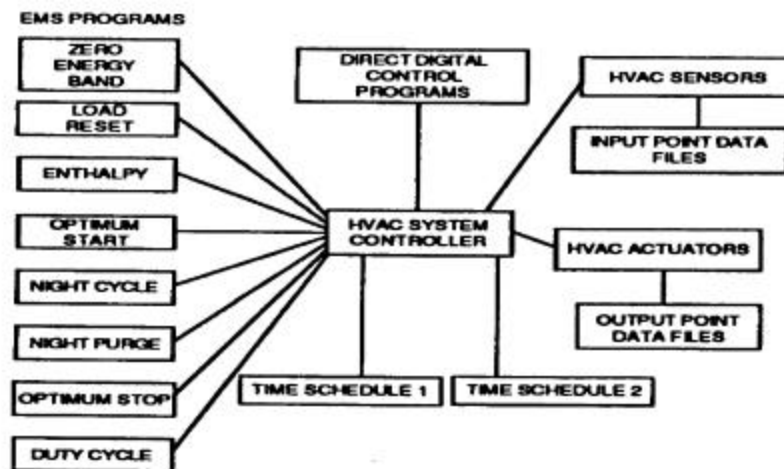 EMS PROGRAMS
ZERO
ENERGY
BAND
LOAD
RESET
ENTHALPY
OPTIMUM
START
NIGHT CYCLE
NIGHT PURGE
OPTIMUM STOP
DUTY CYCLE
DIRECT DIGITAL
CONTROL
PROGRAMS
HVAC SYSTEM
CONTROLLER
TIME SCHEDULE 1
TIME SCHEDULE 2
HVAC SENSORS
INPUT POINT DATA
FILES
HVAC ACTUATORS
OUTPUT POINT
DATA FILES